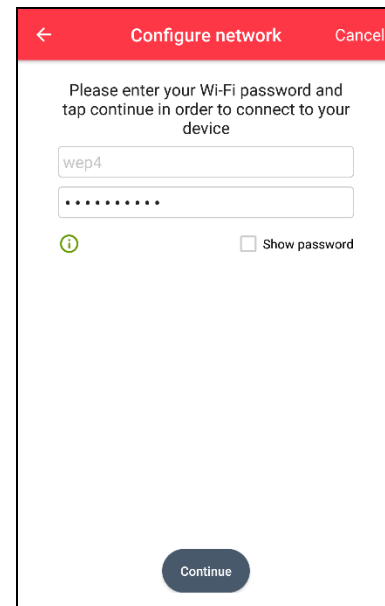 Configure network
Cancel
Please enter your Wi-Fi password and
tap continue in order to connect to your
device
wep4
••••••••••
Show password
Continue